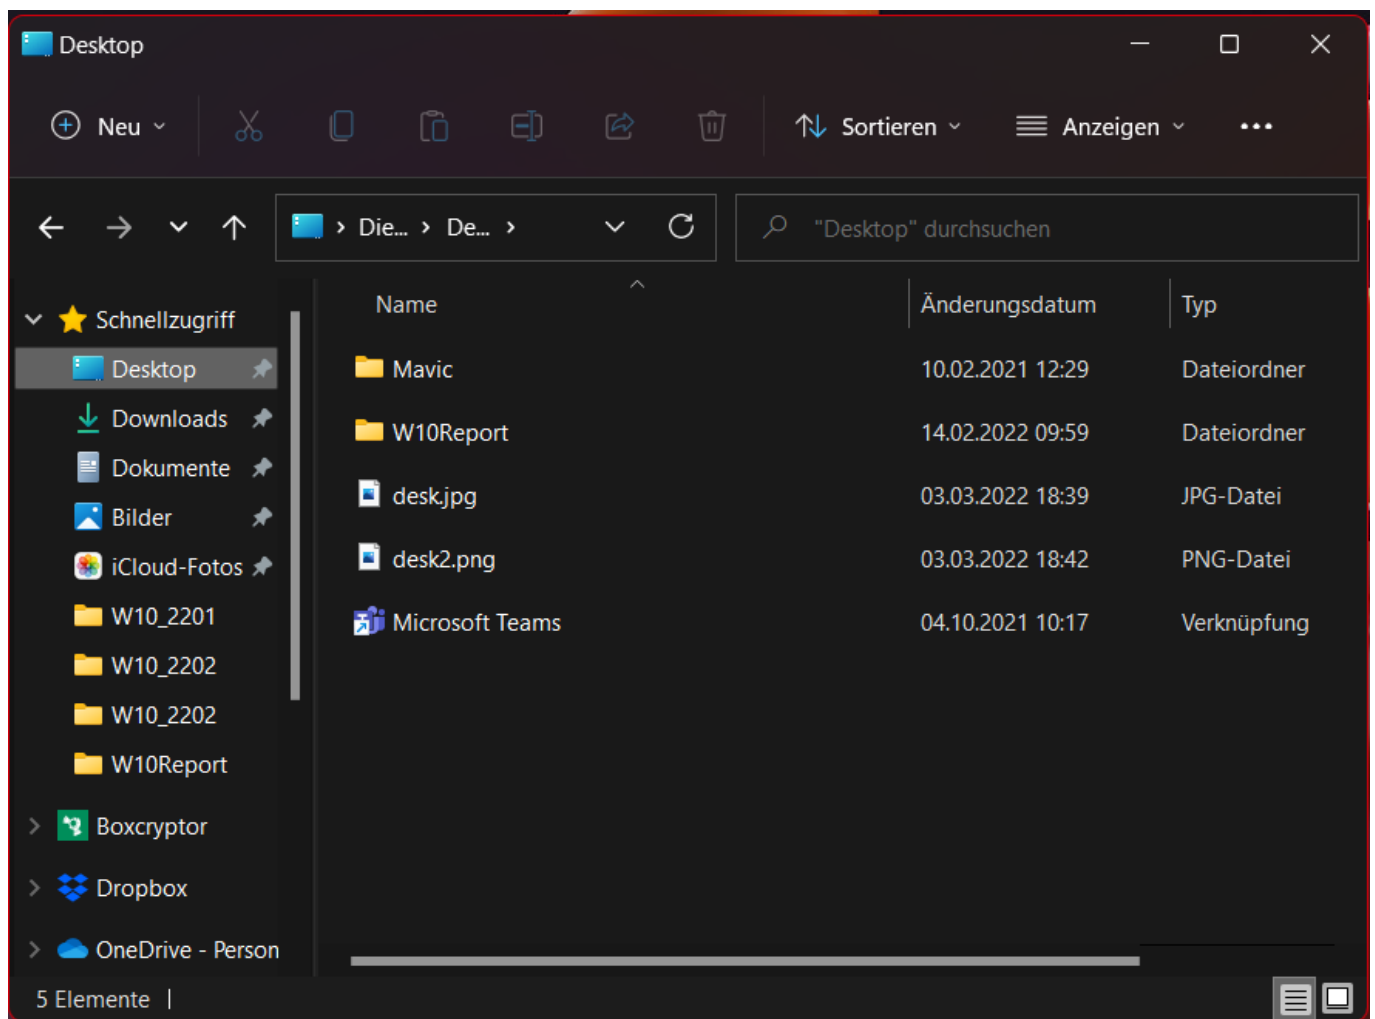 Desktop
Neu Sortieren Anzeigen
Die... De... "Desktop" durchsuchen
Name Änderungsdatum Typ
Schnellzugriff
Desktop
Downloads
Dokumente
Bilder
iCloud-Fotos
W10_2201
W10_2202
W10_2202
W10Report
Boxcryptor
Dropbox
OneDrive - Person
Mavic 10.02.2021 12:29 Dateiordner
W10Report 14.02.2022 09:59 Dateiordner
desk.jpg 03.03.2022 18:39 JPG-Datei
desk2.png 03.03.2022 18:42 PNG-Datei
Microsoft Teams 04.10.2021 10:17 Verknüpfung
5 Elemente